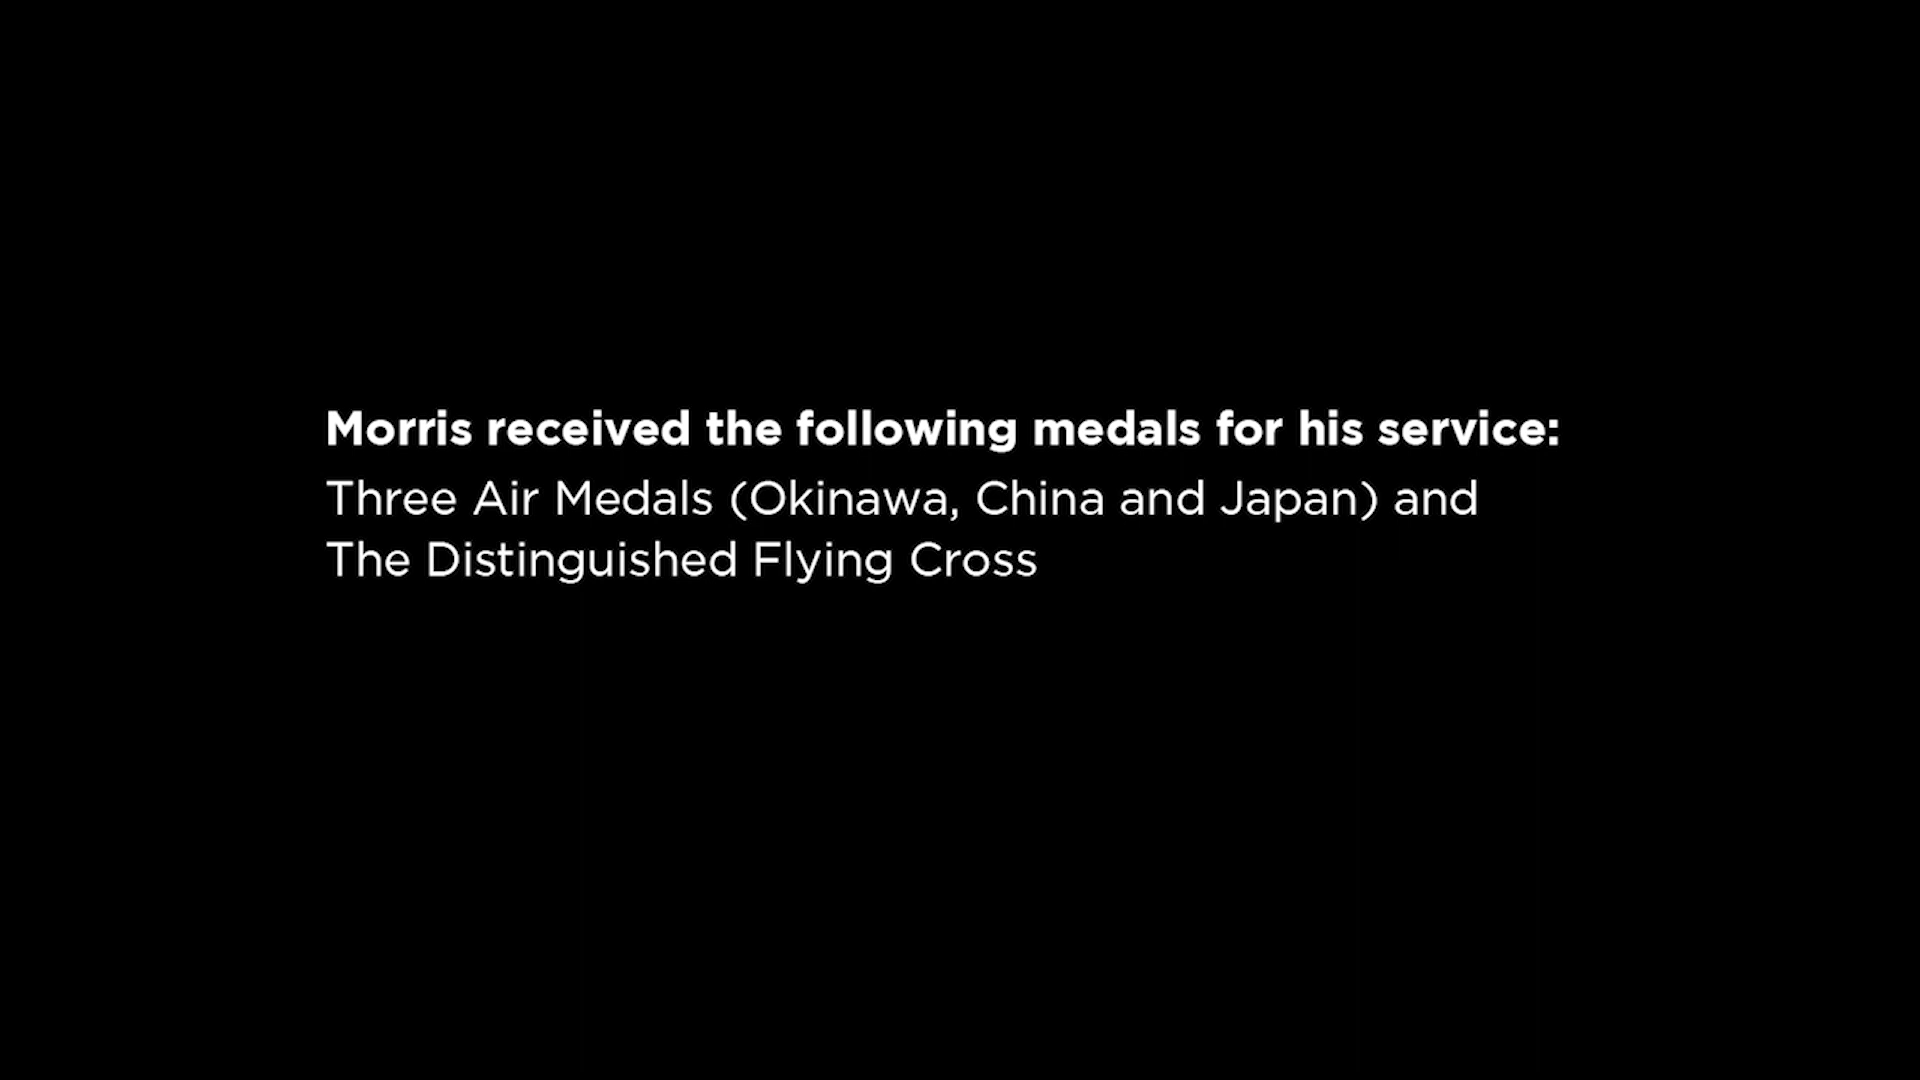 Morris received the following medals for his service:
Three Air Medals (Okinawa, China and Japan) and
The Distinguished Flying Cross